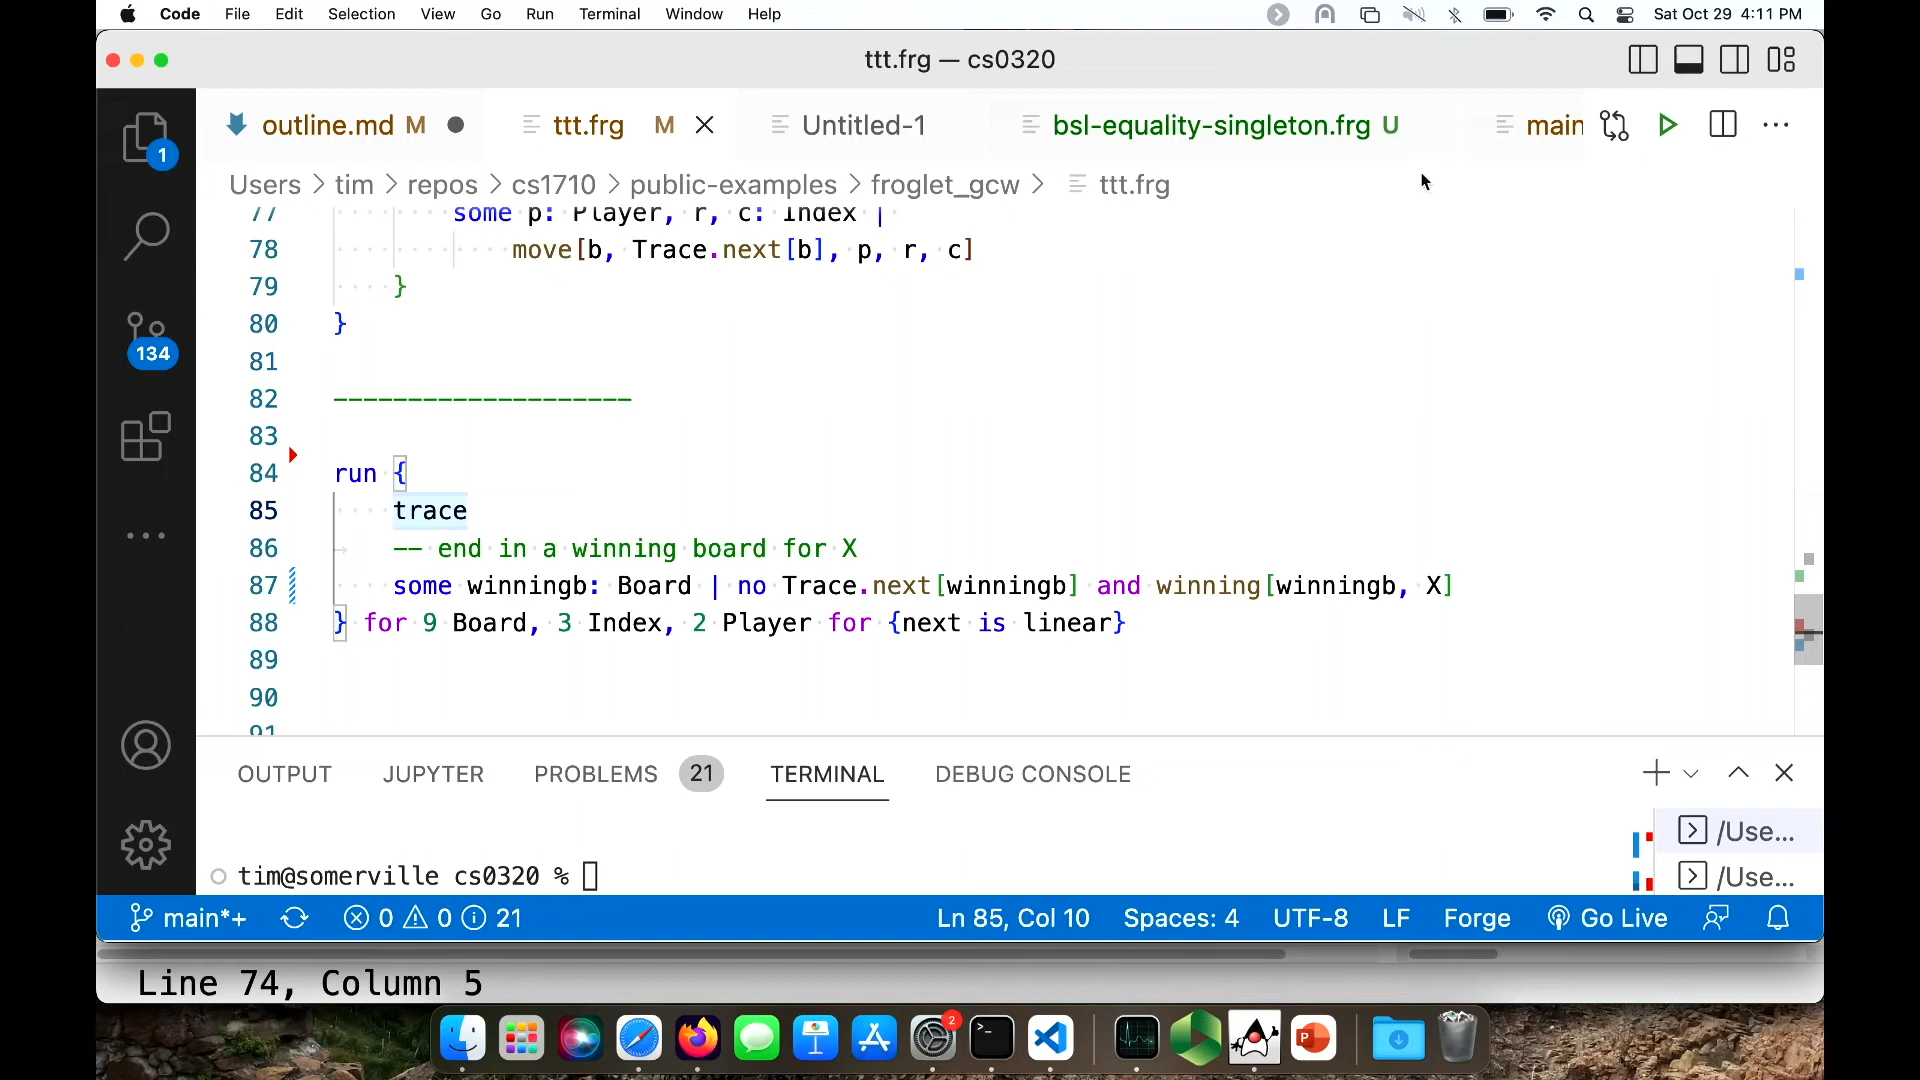 Code File Edit Selection View Go Run Terminal Window Help Sat Oct 29 4:11 PM
ttt.frg — cs0320
outline.md M ttt.frg M Untitled-1 bsl-equality-singleton.frg U main
Users > tim > repos > cs1710 > public-examples > froglet_gcw > ttt.frg
77 some p: Player, r, c: Index |
78 move[b, Trace.next[b], p, r, c]
79 }
80 }
81
82 --------------------
83
84 run {
85 trace
86 -- end in a winning board for X
87 some winningb: Board | no Trace.next[winningb] and winning[winningb, X]
88 } for 9 Board, 3 Index, 2 Player for {next is linear}
89
90
91
1
134
OUTPUT JUPYTER PROBLEMS 21 TERMINAL DEBUG CONSOLE
/Use...
tim@somerville cs0320 %
/Use...
main*+ 0 0 21 Ln 85, Col 10 Spaces: 4 UTF-8 LF Forge Go Live
Line 74, Column 5
2